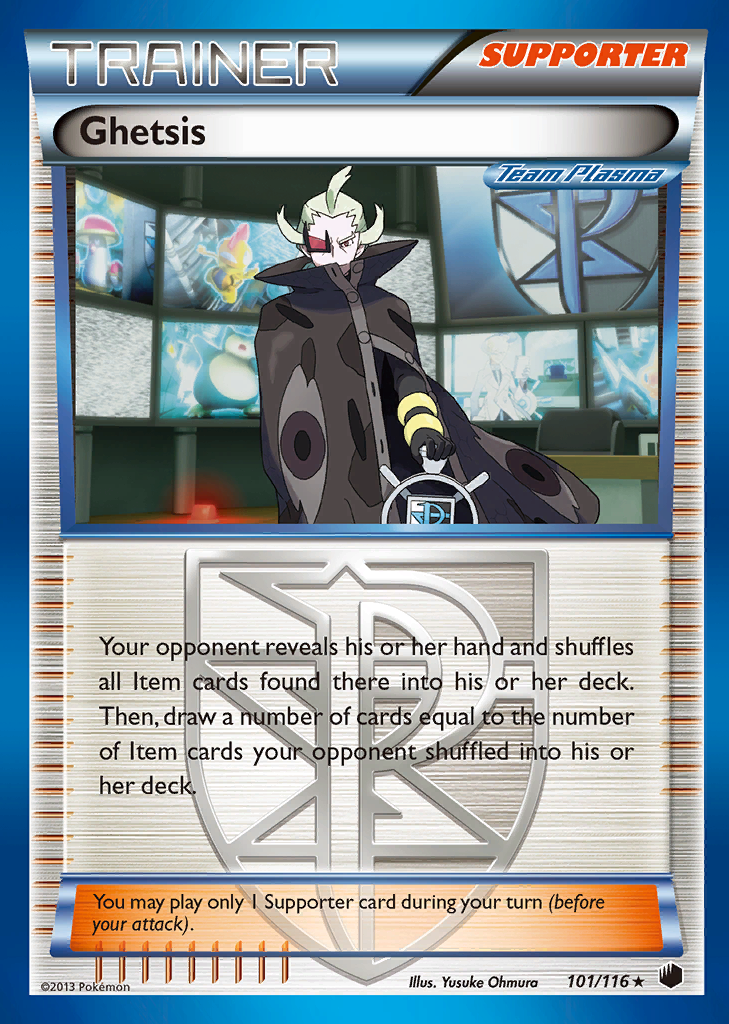 TRAINER
SUPPORTER
Ghetsis
Team Plasma
Your opponent reveals his or her hand and shuffles
all Item cards found there into his or her deck.
Then, draw a number of cards equal to the number
of Item cards your opponent shuffled into his or
her deck.
You may play only 1 Supporter card during your turn (before
your attack).
©2013 Pokémon
Illus. Yusuke Ohmura
101/116 ★